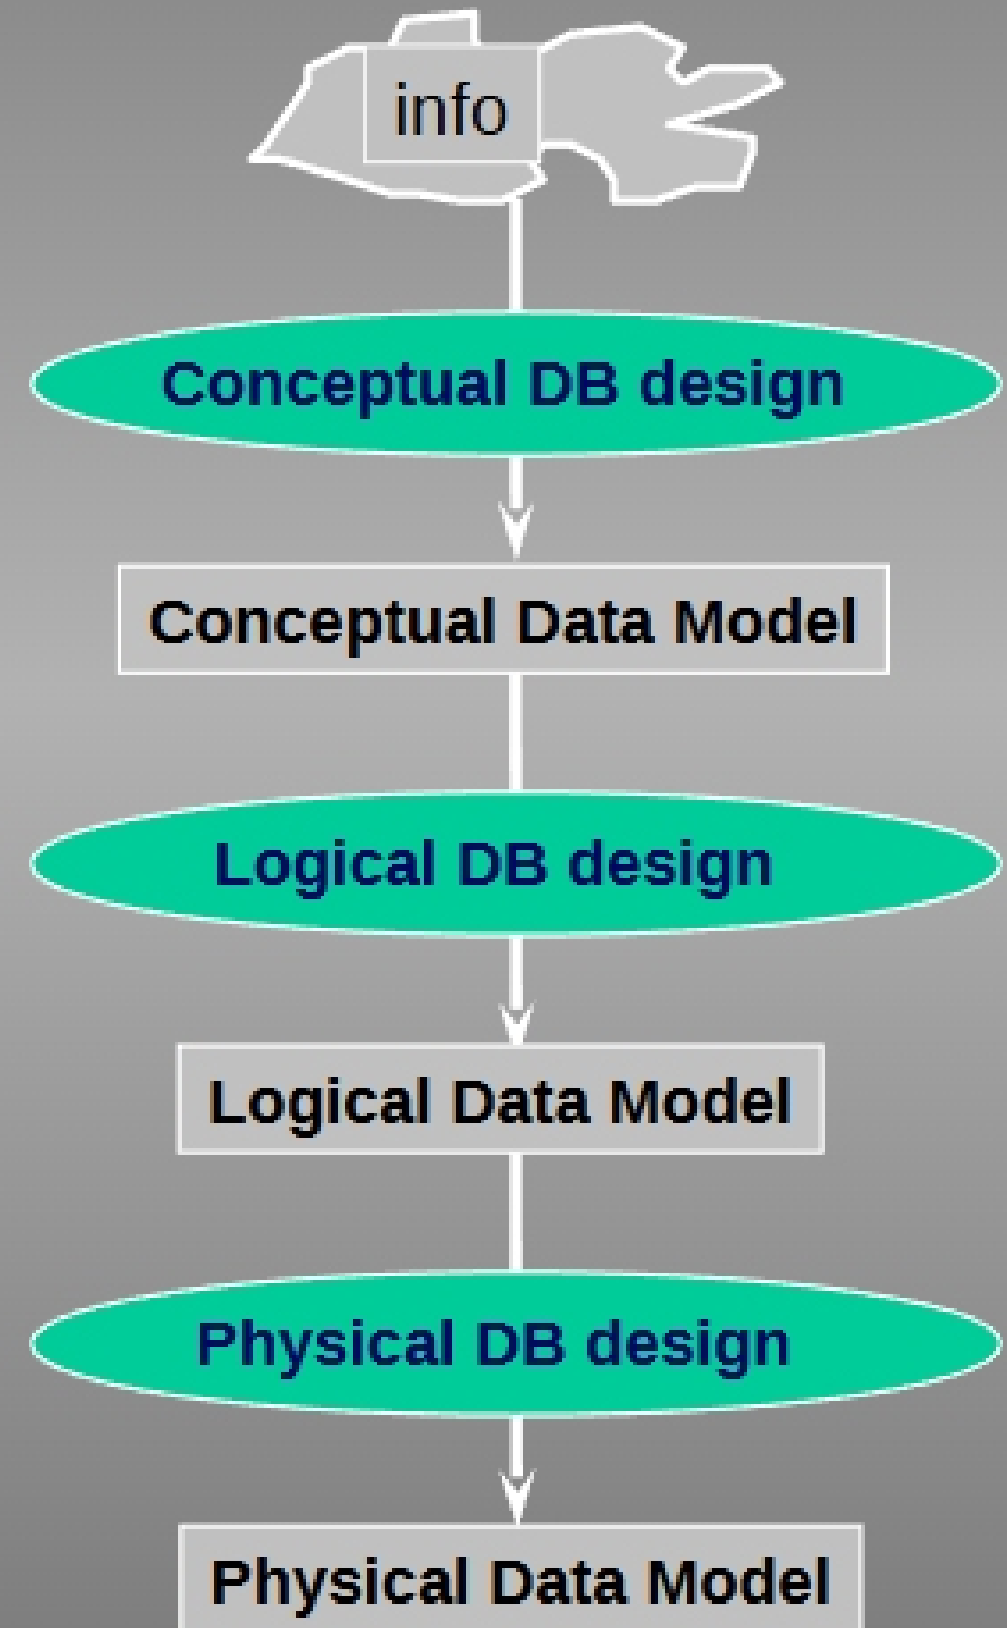 info
Conceptual DB design
Conceptual Data Model
Logical DB design
Logical Data Model
Physical DB design
Physical Data Model